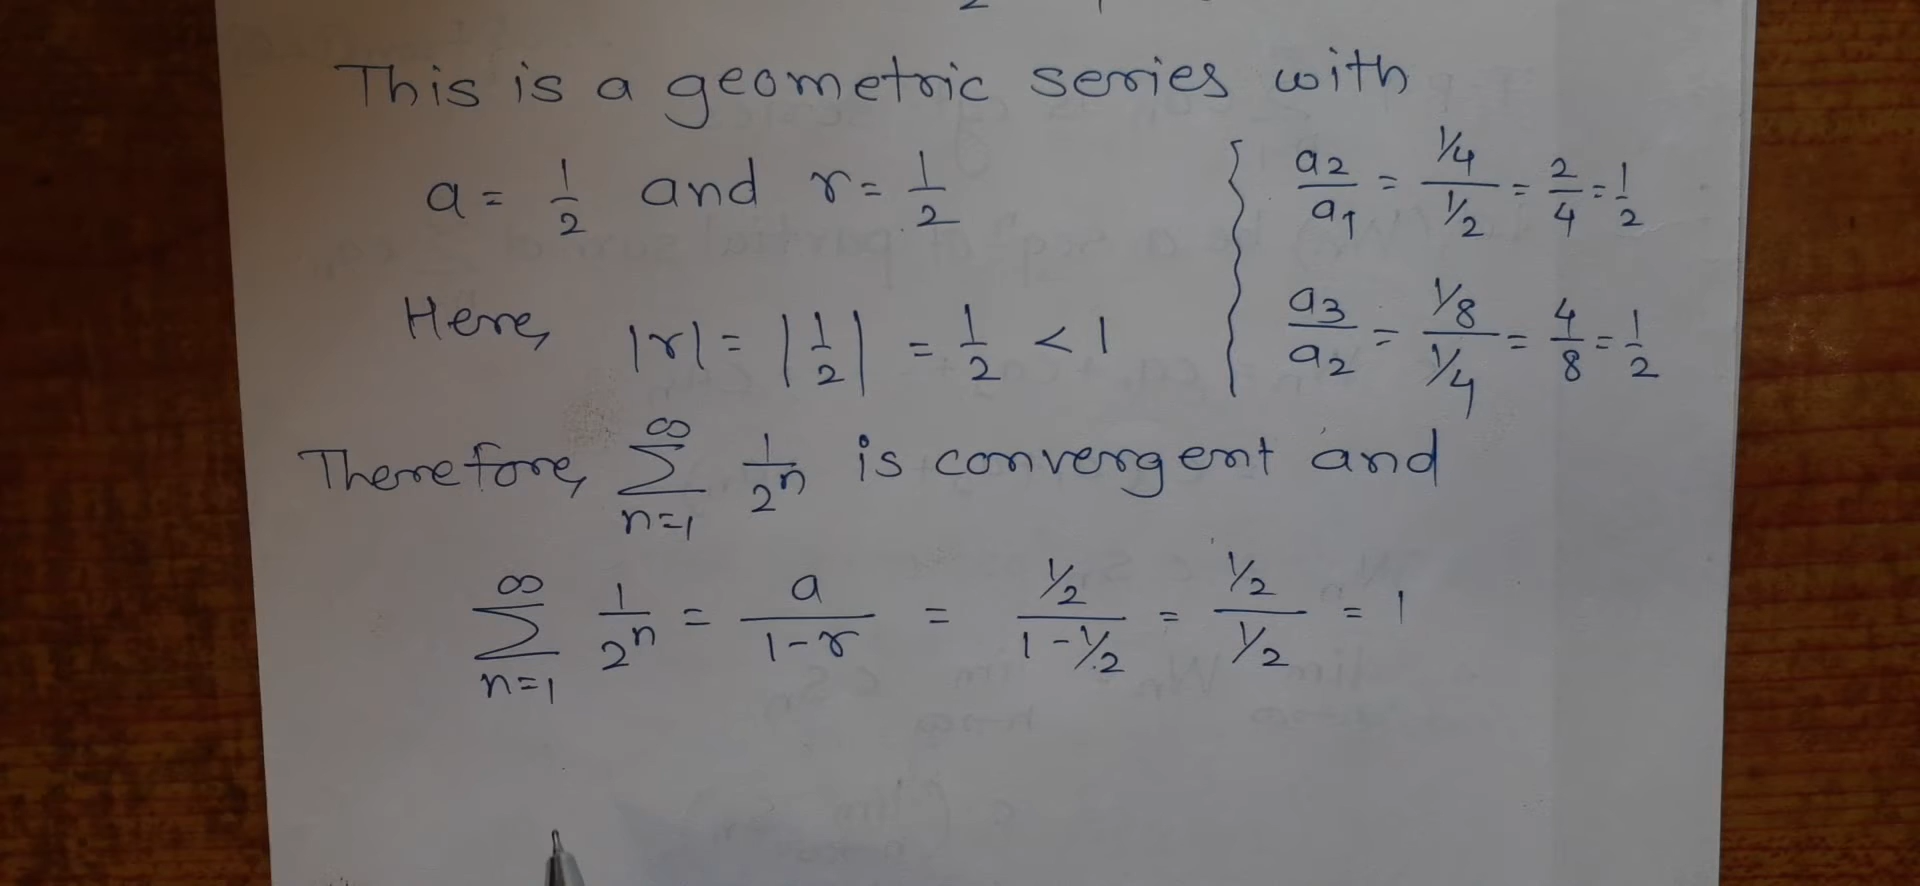 This is a geometric series with
a = 1/2 and r = 1/2
a2/a1 = (1/4)/(1/2) = 2/4 = 1/2
Here, |r| = |1/2| = 1/2 < 1
a3/a2 = (1/8)/(1/4) = 4/8 = 1/2
Therefore, ∞ Σ n=1 1/2^n is convergent and
∞ Σ n=1 1/2^n = a/(1-r) = (1/2)/(1-1/2) = (1/2)/(1/2) = 1